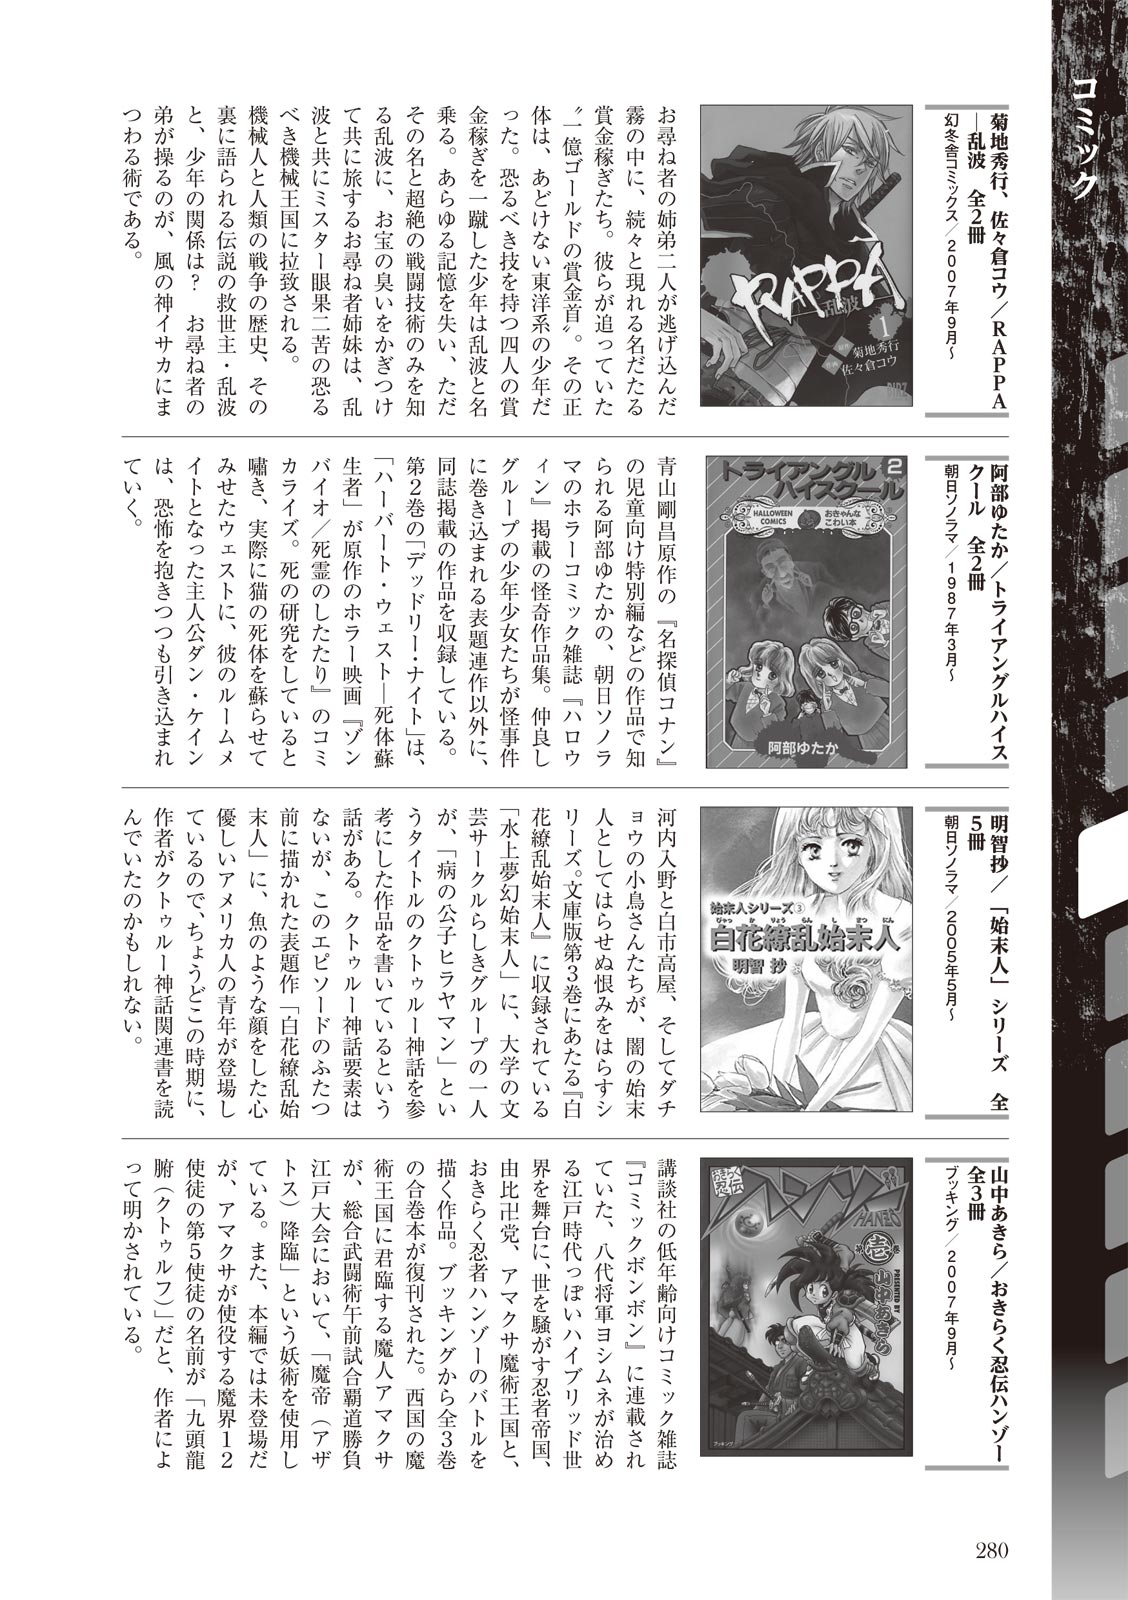 コミック
菊地秀行、佐々倉コウ／RAPPA
―乱波　全2冊
幻冬舎コミックス／2007年9月～
RAPPA
乱波
1
原作
菊地秀行
作画
佐々倉コウ
BIRZ
お尋ね者の姉弟二人が逃げ込んだ
霧の中に、続々と現れる名だたる
賞金稼ぎたち。彼らが追っていた
〝一億ゴールドの賞金首〟。その正
体は、あどけない東洋系の少年だ
った。恐るべき技を持つ四人の賞
金稼ぎを一蹴した少年は乱波と名
乗る。あらゆる記憶を失い、ただ
その名と超絶の戦闘技術のみを知
る乱波に、お宝の臭いをかぎつけ
て共に旅するお尋ね者姉妹は、乱
波と共にミスター眼果二苦の恐る
べき機械王国に拉致される。
機械人と人類の戦争の歴史、その
裏に語られる伝説の救世主・乱波
と、少年の関係は？　お尋ね者の
弟が操るのが、風の神イサカにま
つわる術である。
阿部ゆたか／トライアングルハイス
クール　全2冊
朝日ソノラマ／1987年3月～
トライアングル
ハイスクール
2
HALLOWEEN
COMICS
おきゃんな
こわい本
阿部ゆたか
青山剛昌原作の『名探偵コナン』
の児童向け特別編などの作品で知
られる阿部ゆたかの、朝日ソノラ
マのホラーコミック雑誌『ハロウ
ィン』掲載の怪奇作品集。仲良し
グループの少年少女たちが怪事件
に巻き込まれる表題連作以外に、
同誌掲載の作品を収録している。
第2巻の「デッドリー・ナイト」は、
「ハーバート・ウェスト―死体蘇
生者」が原作のホラー映画『ゾン
バイオ／死霊のしたたり』のコミ
カライズ。死の研究をしていると
嘯き、実際に猫の死体を蘇らせて
みせたウェストに、彼のルームメ
イトとなった主人公ダン・ケイン
は、恐怖を抱きつつも引き込まれ
ていく。
明智抄／「始末人」シリーズ　全
5冊
朝日ソノラマ／2005年5月～
始末人シリーズ③
びゃっ か りょう らん し まつ にん
白花繚乱始末人
明智 抄
河内入野と白市高屋、そしてダチ
ョウの小鳥さんたちが、闇の始末
人としてはらせぬ恨みをはらすシ
リーズ。文庫版第3巻にあたる『白
花繚乱始末人』に収録されている
「水上夢幻始末人」に、大学の文
芸サークルらしきグループの一人
が、「病の公子ヒラヤマン」とい
うタイトルのクトゥルー神話を参
考にした作品を書いているという
話がある。クトゥルー神話要素は
ないが、このエピソードのふたつ
前に描かれた表題作「白花繚乱始
末人」に、魚のような顔をした心
優しいアメリカ人の青年が登場し
ているので、ちょうどこの時期に、
作者がクトゥルー神話関連書を読
んでいたのかもしれない。
山中あきら／おきらく忍伝ハンゾー
全3冊
ブッキング／2007年9月～
おきらく
忍伝
ハンゾー
HANZO
第壱巻
PRESENTED BY
山中あきら
ブッキング
講談社の低年齢向けコミック雑誌
『コミックボンボン』に連載され
ていた、八代将軍ヨシムネが治め
る江戸時代っぽいハイブリッド世
界を舞台に、世を騒がす忍者帝国、
由比卍党、アマクサ魔術王国と、
おきらく忍者ハンゾーのバトルを
描く作品。ブッキングから全3巻
の合巻本が復刊された。西国の魔
術王国に君臨する魔人アマクサ
が、総合武闘術午前試合覇道勝負
江戸大会において、「魔帝（アザ
トス）降臨」という妖術を使用し
ている。また、本編では未登場だ
が、アマクサが使役する魔界12
使徒の第5使徒の名前が「九頭龍
腑（クトゥルフ）」だと、作者によ
って明かされている。
280